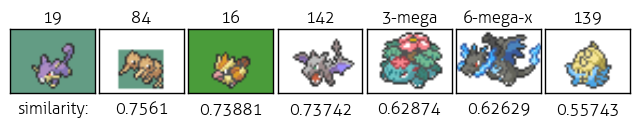 19 84 16 142 3-mega 6-mega-x 139
similarity: 0.7561 0.73881 0.73742 0.62874 0.62629 0.55743